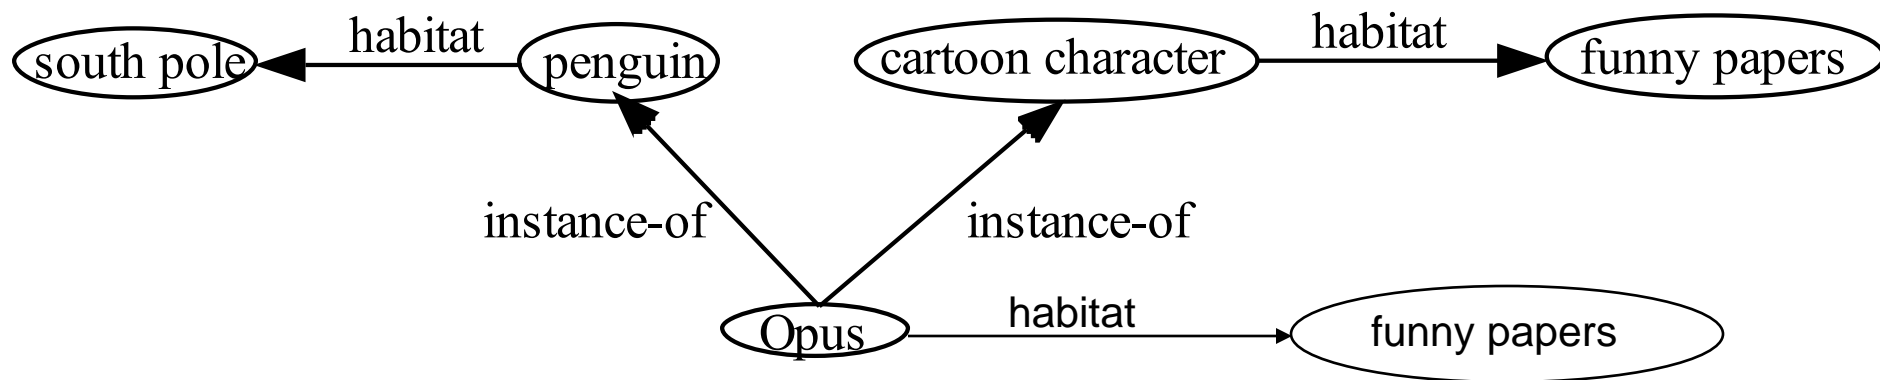 south pole
habitat
penguin
cartoon character
habitat
funny papers
instance-of
instance-of
Opus
habitat
funny papers